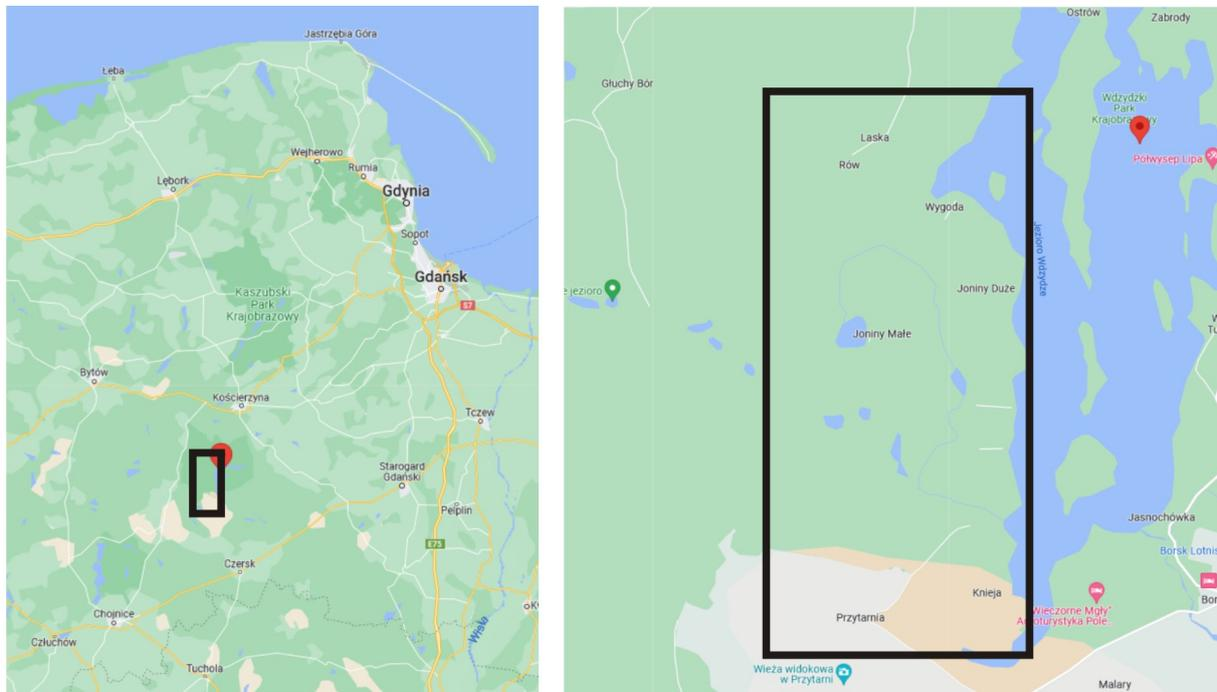 Jastrzębia Góra
Łeba
Wejherowo
Rumia
Lębork
Gdynia
Sopot
Gdańsk
S7
Kaszubski
Park
Krajobrazowy
Bytów
Kościerzyna
Tczew
Starogard
Gdański
Pelplin
E75
Czersk
Chojnice
Wisła
Człuchów
Tuchola
Ostrów
Zabrody
Głuchy Bór
Wdzydzki
Park
Krajobrazowy
Laska
Półwysep Lipa
Rów
Wygoda
Jezioro Wdzydze
e jezioro
Joniny Duże
Joniny Małe
Jasnochówka
Borsk Lotnis
Knieja
Przytarnia
Wieczorne Mgły"
Agroturystyka Pole...
Bor
Wieża widokowa
w Przytarni
Malary